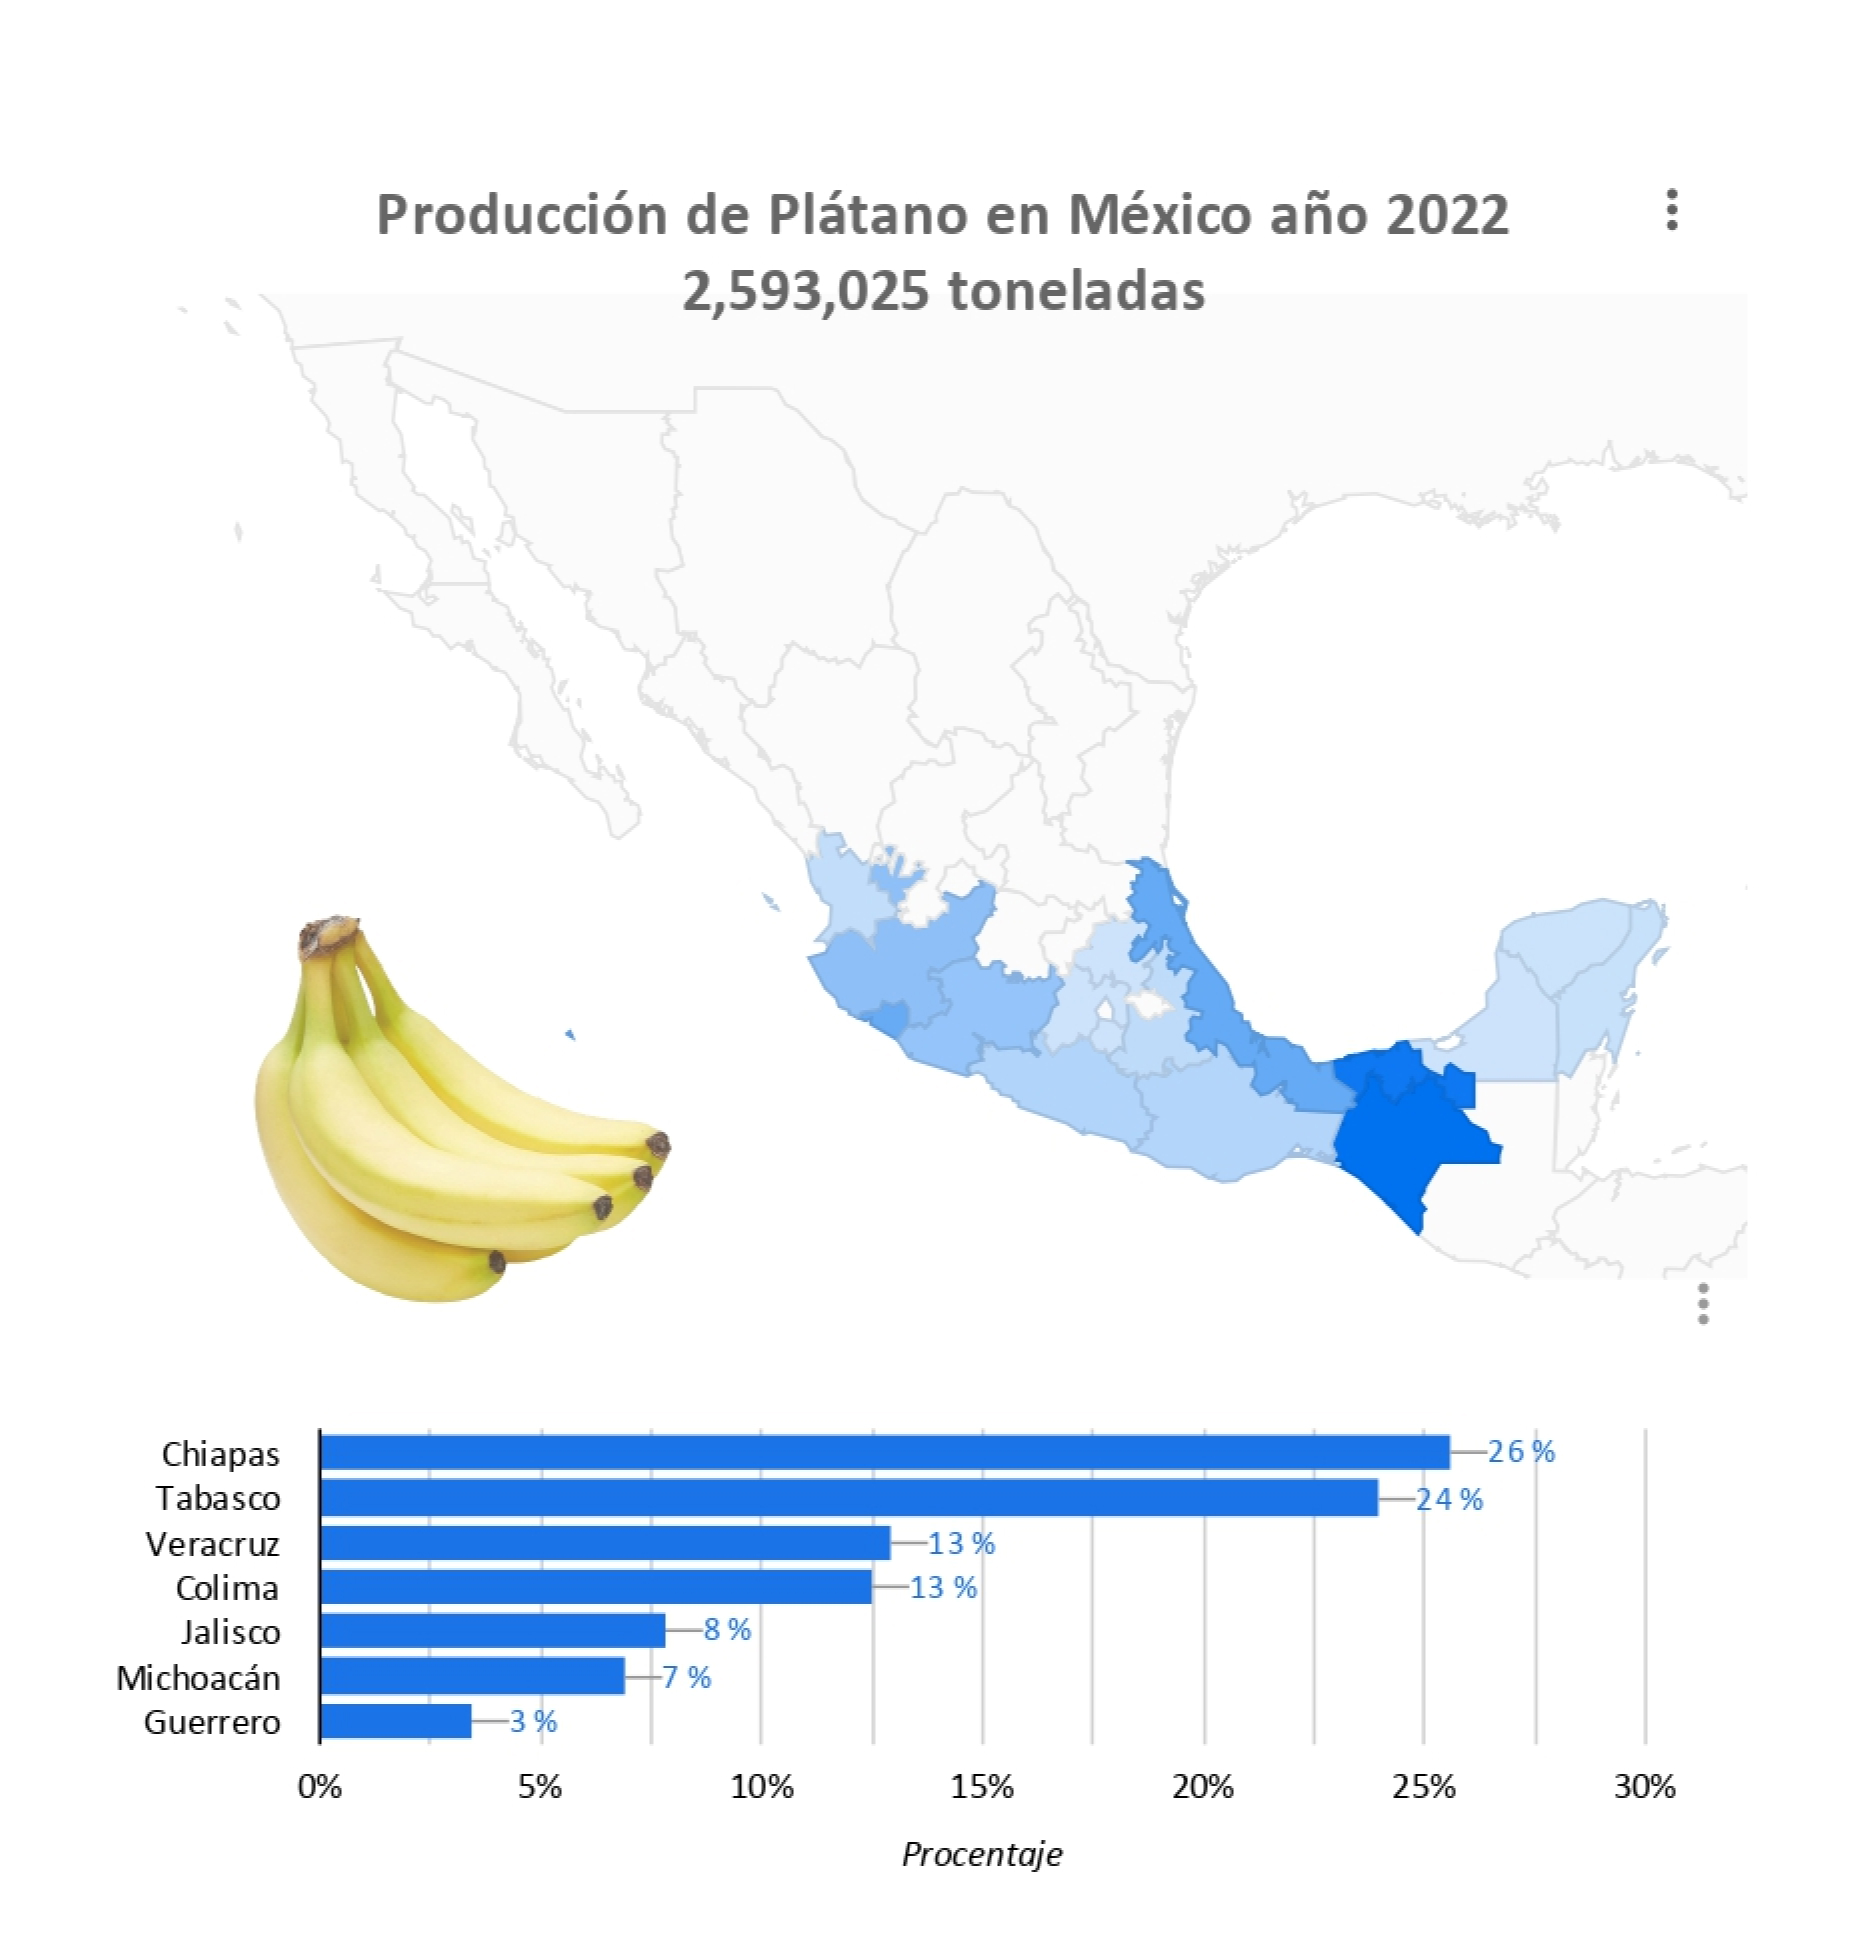 Producción de Plátano en México año 2022
2,593,025 toneladas
Chiapas 26 %
Tabasco 24 %
Veracruz 13 %
Colima 13 %
Jalisco 8 %
Michoacán 7 %
Guerrero 3 %
0% 5% 10% 15% 20% 25% 30%
Procentaje